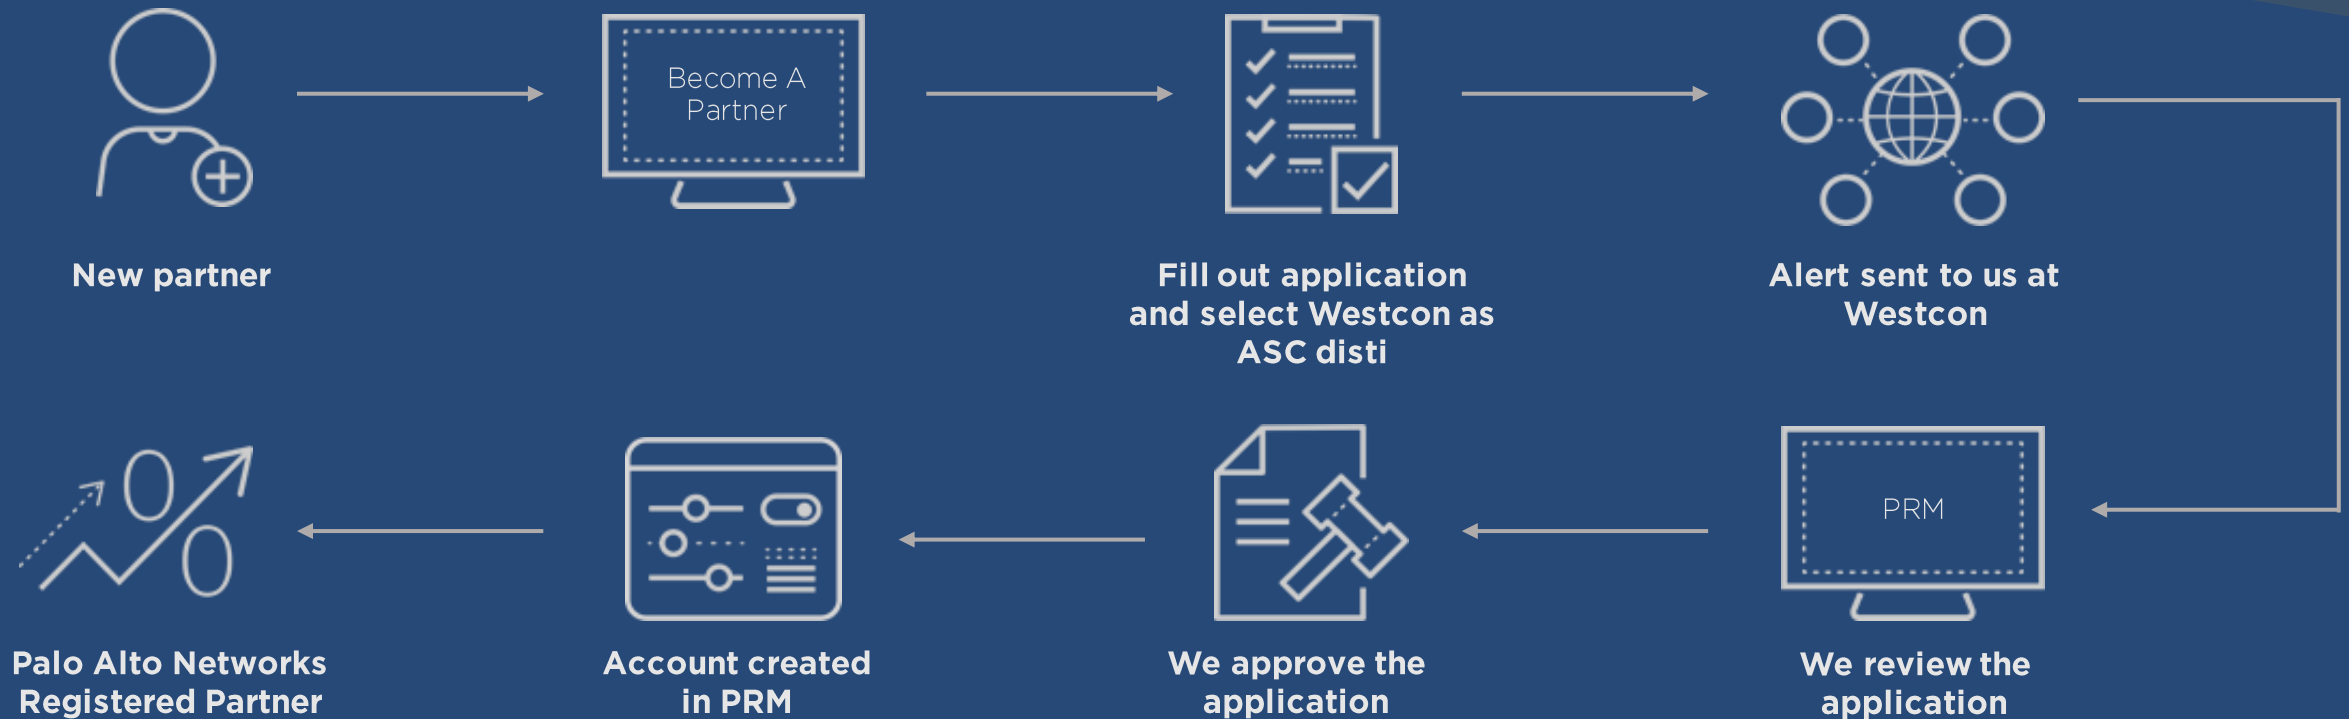 Become A
Partner
New partner
Fill out application
and select Westcon as
ASC disti
Alert sent to us at
Westcon
PRM
Palo Alto Networks
Registered Partner
Account created
in PRM
We approve the
application
We review the
application